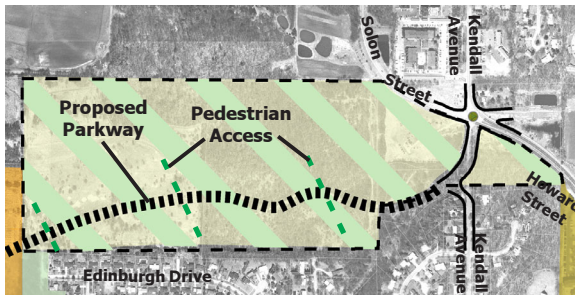 Solon
Street
Kendall
Avenue
Proposed
Parkway
Pedestrian
Access
Howard
Street
Kendall
Avenue
Edinburgh Drive